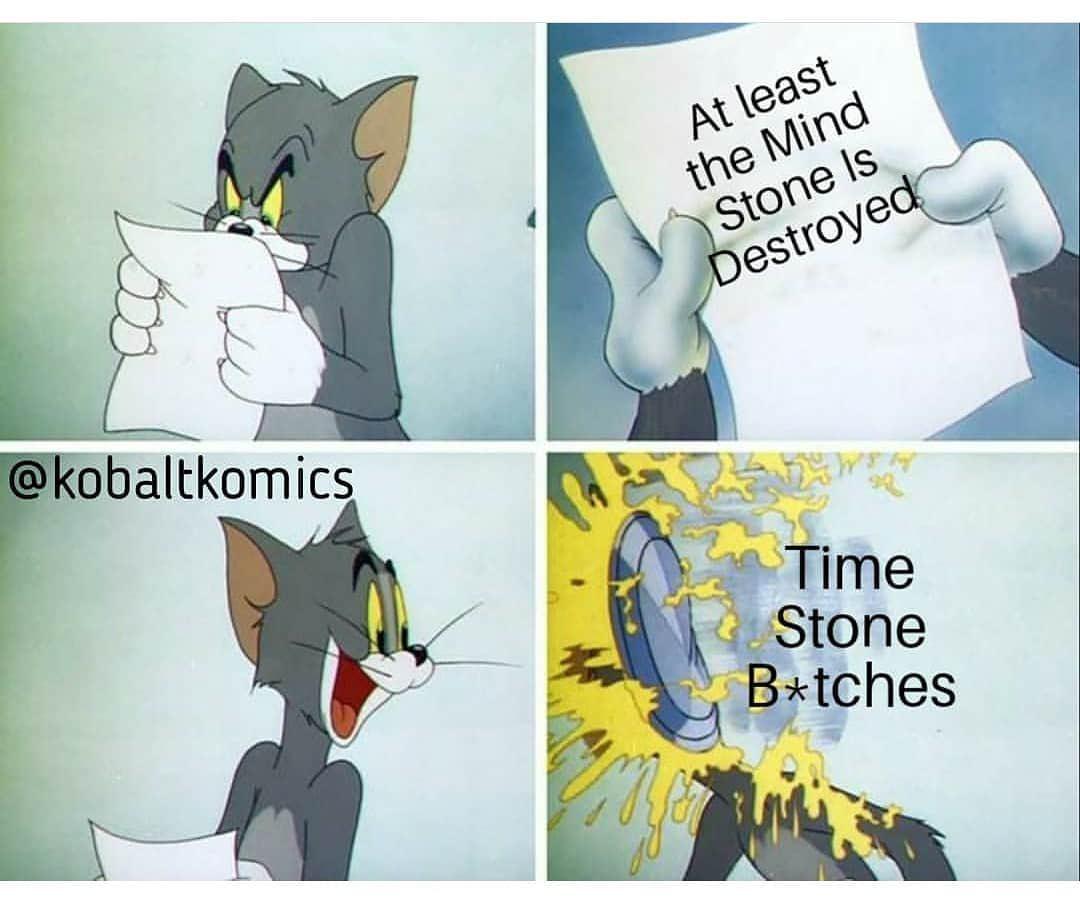 At least
the Mind
Stone Is
Destroyed
@kobaltkomics
Time
Stone
B*tches